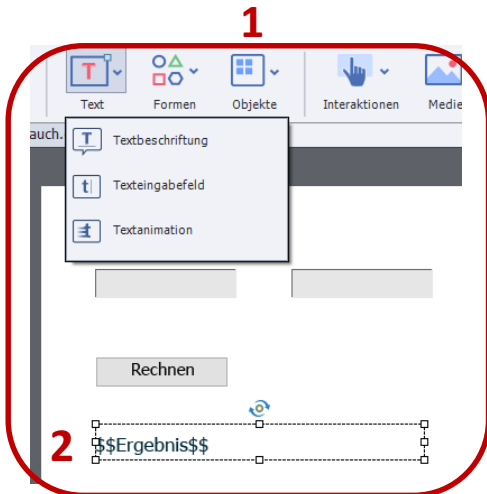 1
Text Formen Objekte Interaktionen Medie
auch.
Textbeschriftung
Texteingabefeld
Textanimation
Rechnen
2
$$Ergebnis$$